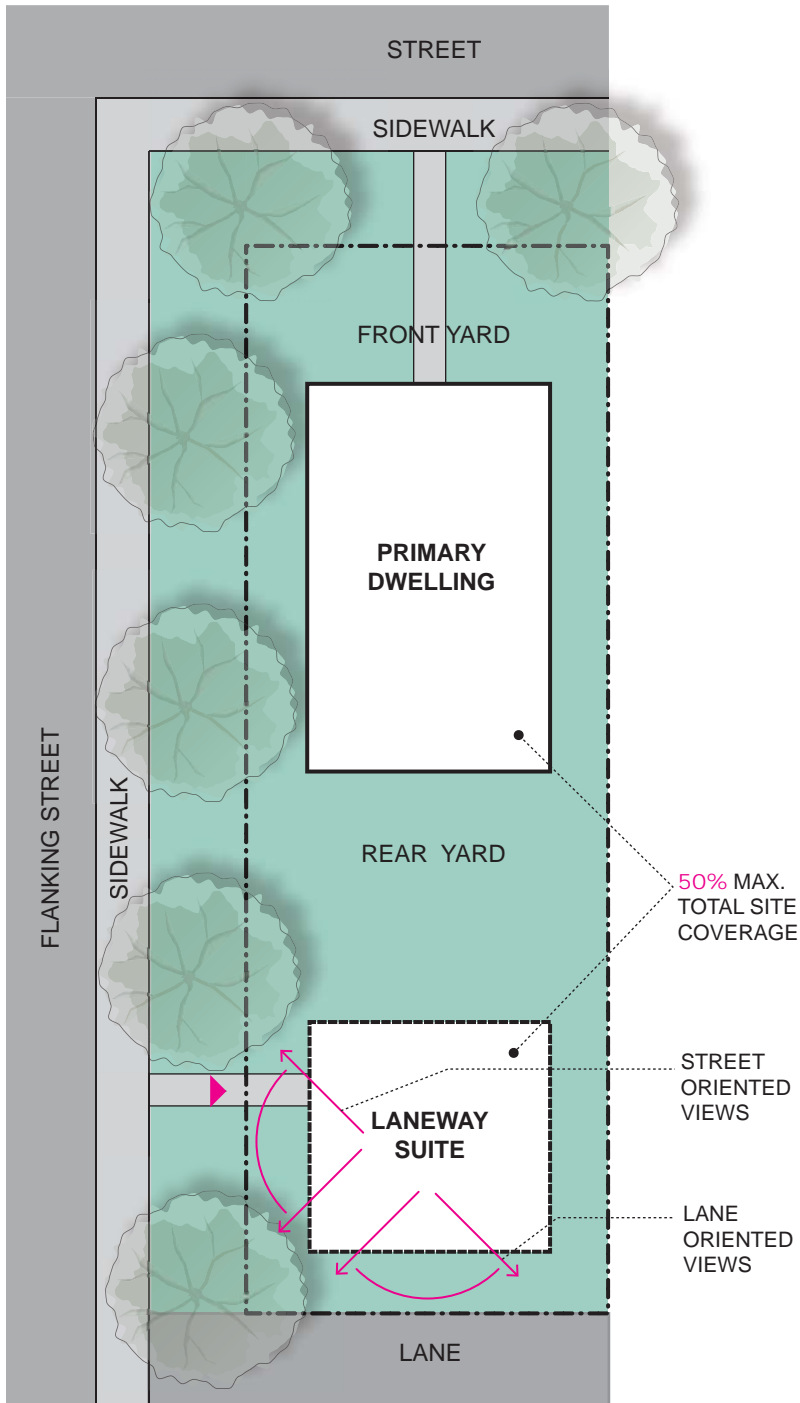 STREET
SIDEWALK
FRONT YARD
PRIMARY
DWELLING
FLANKING STREET
SIDEWALK
REAR YARD
50% MAX.
TOTAL SITE
COVERAGE
STREET
ORIENTED
VIEWS
LANEWAY
SUITE
LANE
ORIENTED
VIEWS
LANE